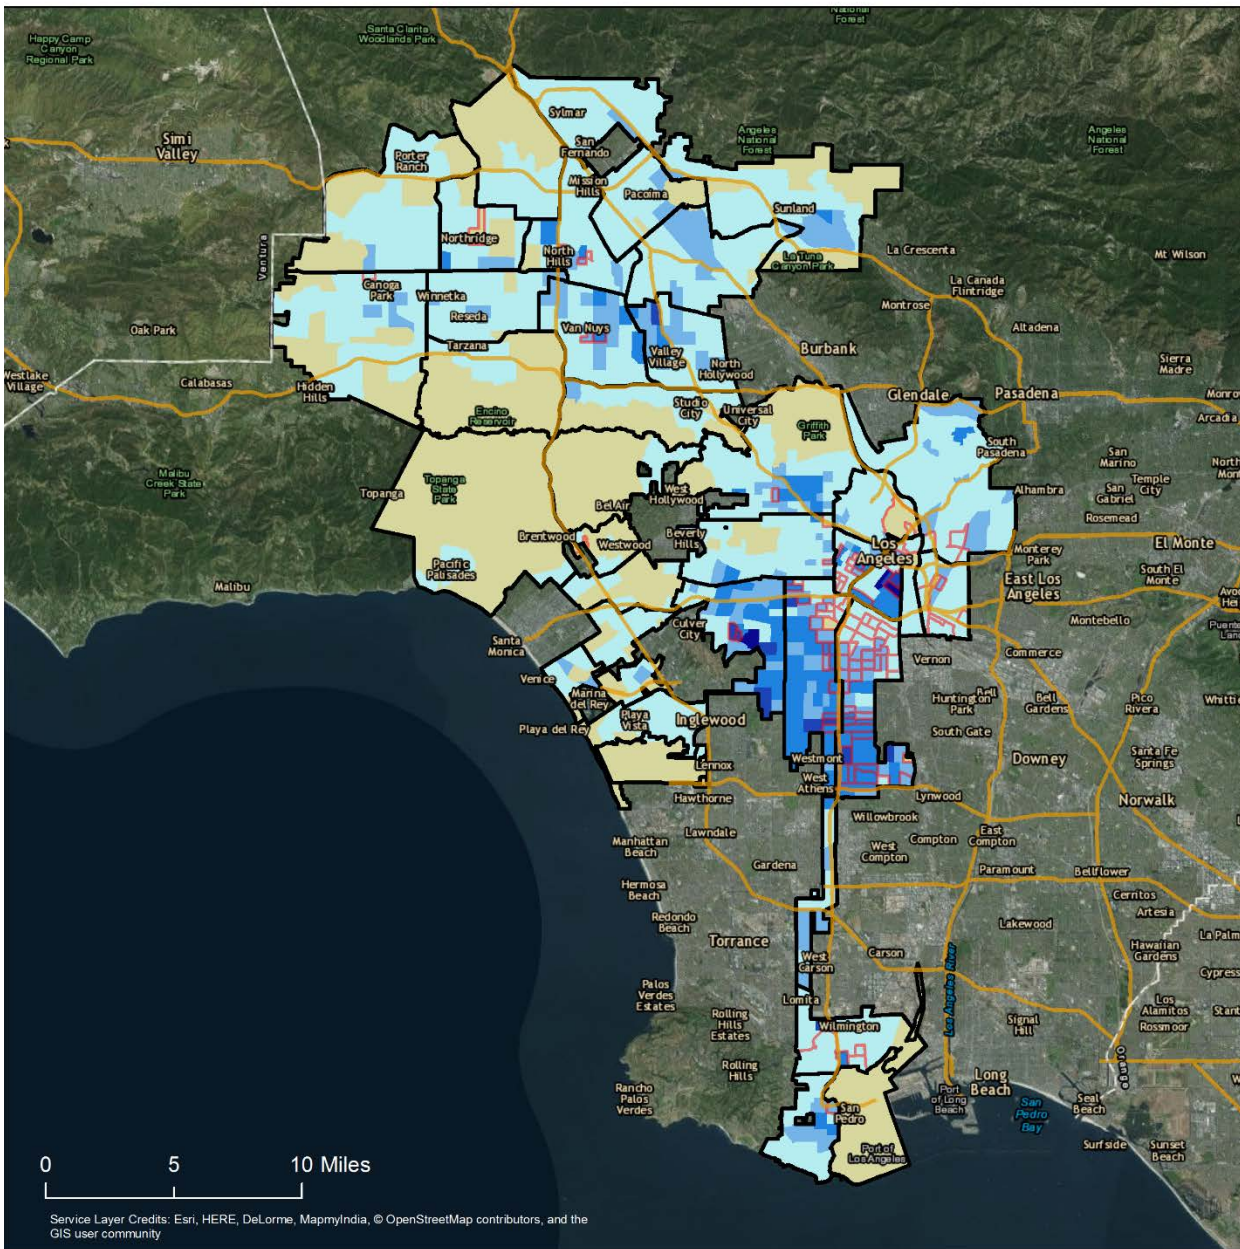 National
Forest
Santa Clarita
Woodlands Park
Happy Camp
Canyon
Regional Park
Sylmar
Simi
Valley
San
Fernando
Angeles
National
Forest
Angeles
National
Forest
Porter
Ranch
Mission
Hills
Pacoima
Sunland
Northridge
North
Hills
La Tuna
Canyon Park
La Crescenta
Mt Wilson
Ventura
La Canada
Flintridge
Canoga
Park
Winnetka
Reseda
Montrose
Oak Park
Van Nuys
Altadena
Tarzana
Valley
Village
Burbank
Sierra
Madre
North
Hollywood
Westlake
Village
Calabasas
Hidden
Hills
Glendale
Pasadena
Studio
City
Universal
City
Arcadia
Encino
Reservoir
Griffith
Park
South
Pasadena
Malibu
Creek State
Park
San
Marino
Temple
City
San
Gabriel
Topanga
Topanga
State
Park
West
Hollywood
Alhambra
Bel Air
Rosemead
Brentwood
Westwood
Beverly
Hills
Los
Angeles
Monterey
Park
El Monte
Pacific
Palisades
South El
Monte
East Los
Angeles
Malibu
Montebello
Culver
City
Santa
Monica
Commerce
Vernon
Venice
Marina
del Rey
Huntington
Park
Bell
Bell
Gardens
Pico
Rivera
Playa
Vista
Inglewood
Playa del Rey
South Gate
Westmont
Downey
Santa Fe
Springs
Lennox
West
Athens
Hawthorne
Lynwood
Norwalk
Willowbrook
Lawndale
Manhattan
Beach
West
Compton
Compton
East
Compton
Gardena
Paramount
Bellflower
Hermosa
Beach
Cerritos
Artesia
Redondo
Beach
Lakewood
Torrance
Hawaiian
Gardens
West
Carson
Carson
Palos
Verdes
Estates
Los Angeles River
Lomita
Los
Alamitos
Rossmoor
Rolling
Hills
Estates
Wilmington
Signal
Hill
Orange
Rolling
Hills
Long
Beach
Port
of Long
Beach
Rancho
Palos
Verdes
San
Pedro
San
Pedro
Bay
Seal
Beach
Port of
Los Angeles
Surfside
Sunset
Beach
0 5 10 Miles
Service Layer Credits: Esri, HERE, DeLorme, MapmyIndia, © OpenStreetMap contributors, and the
GIS user community